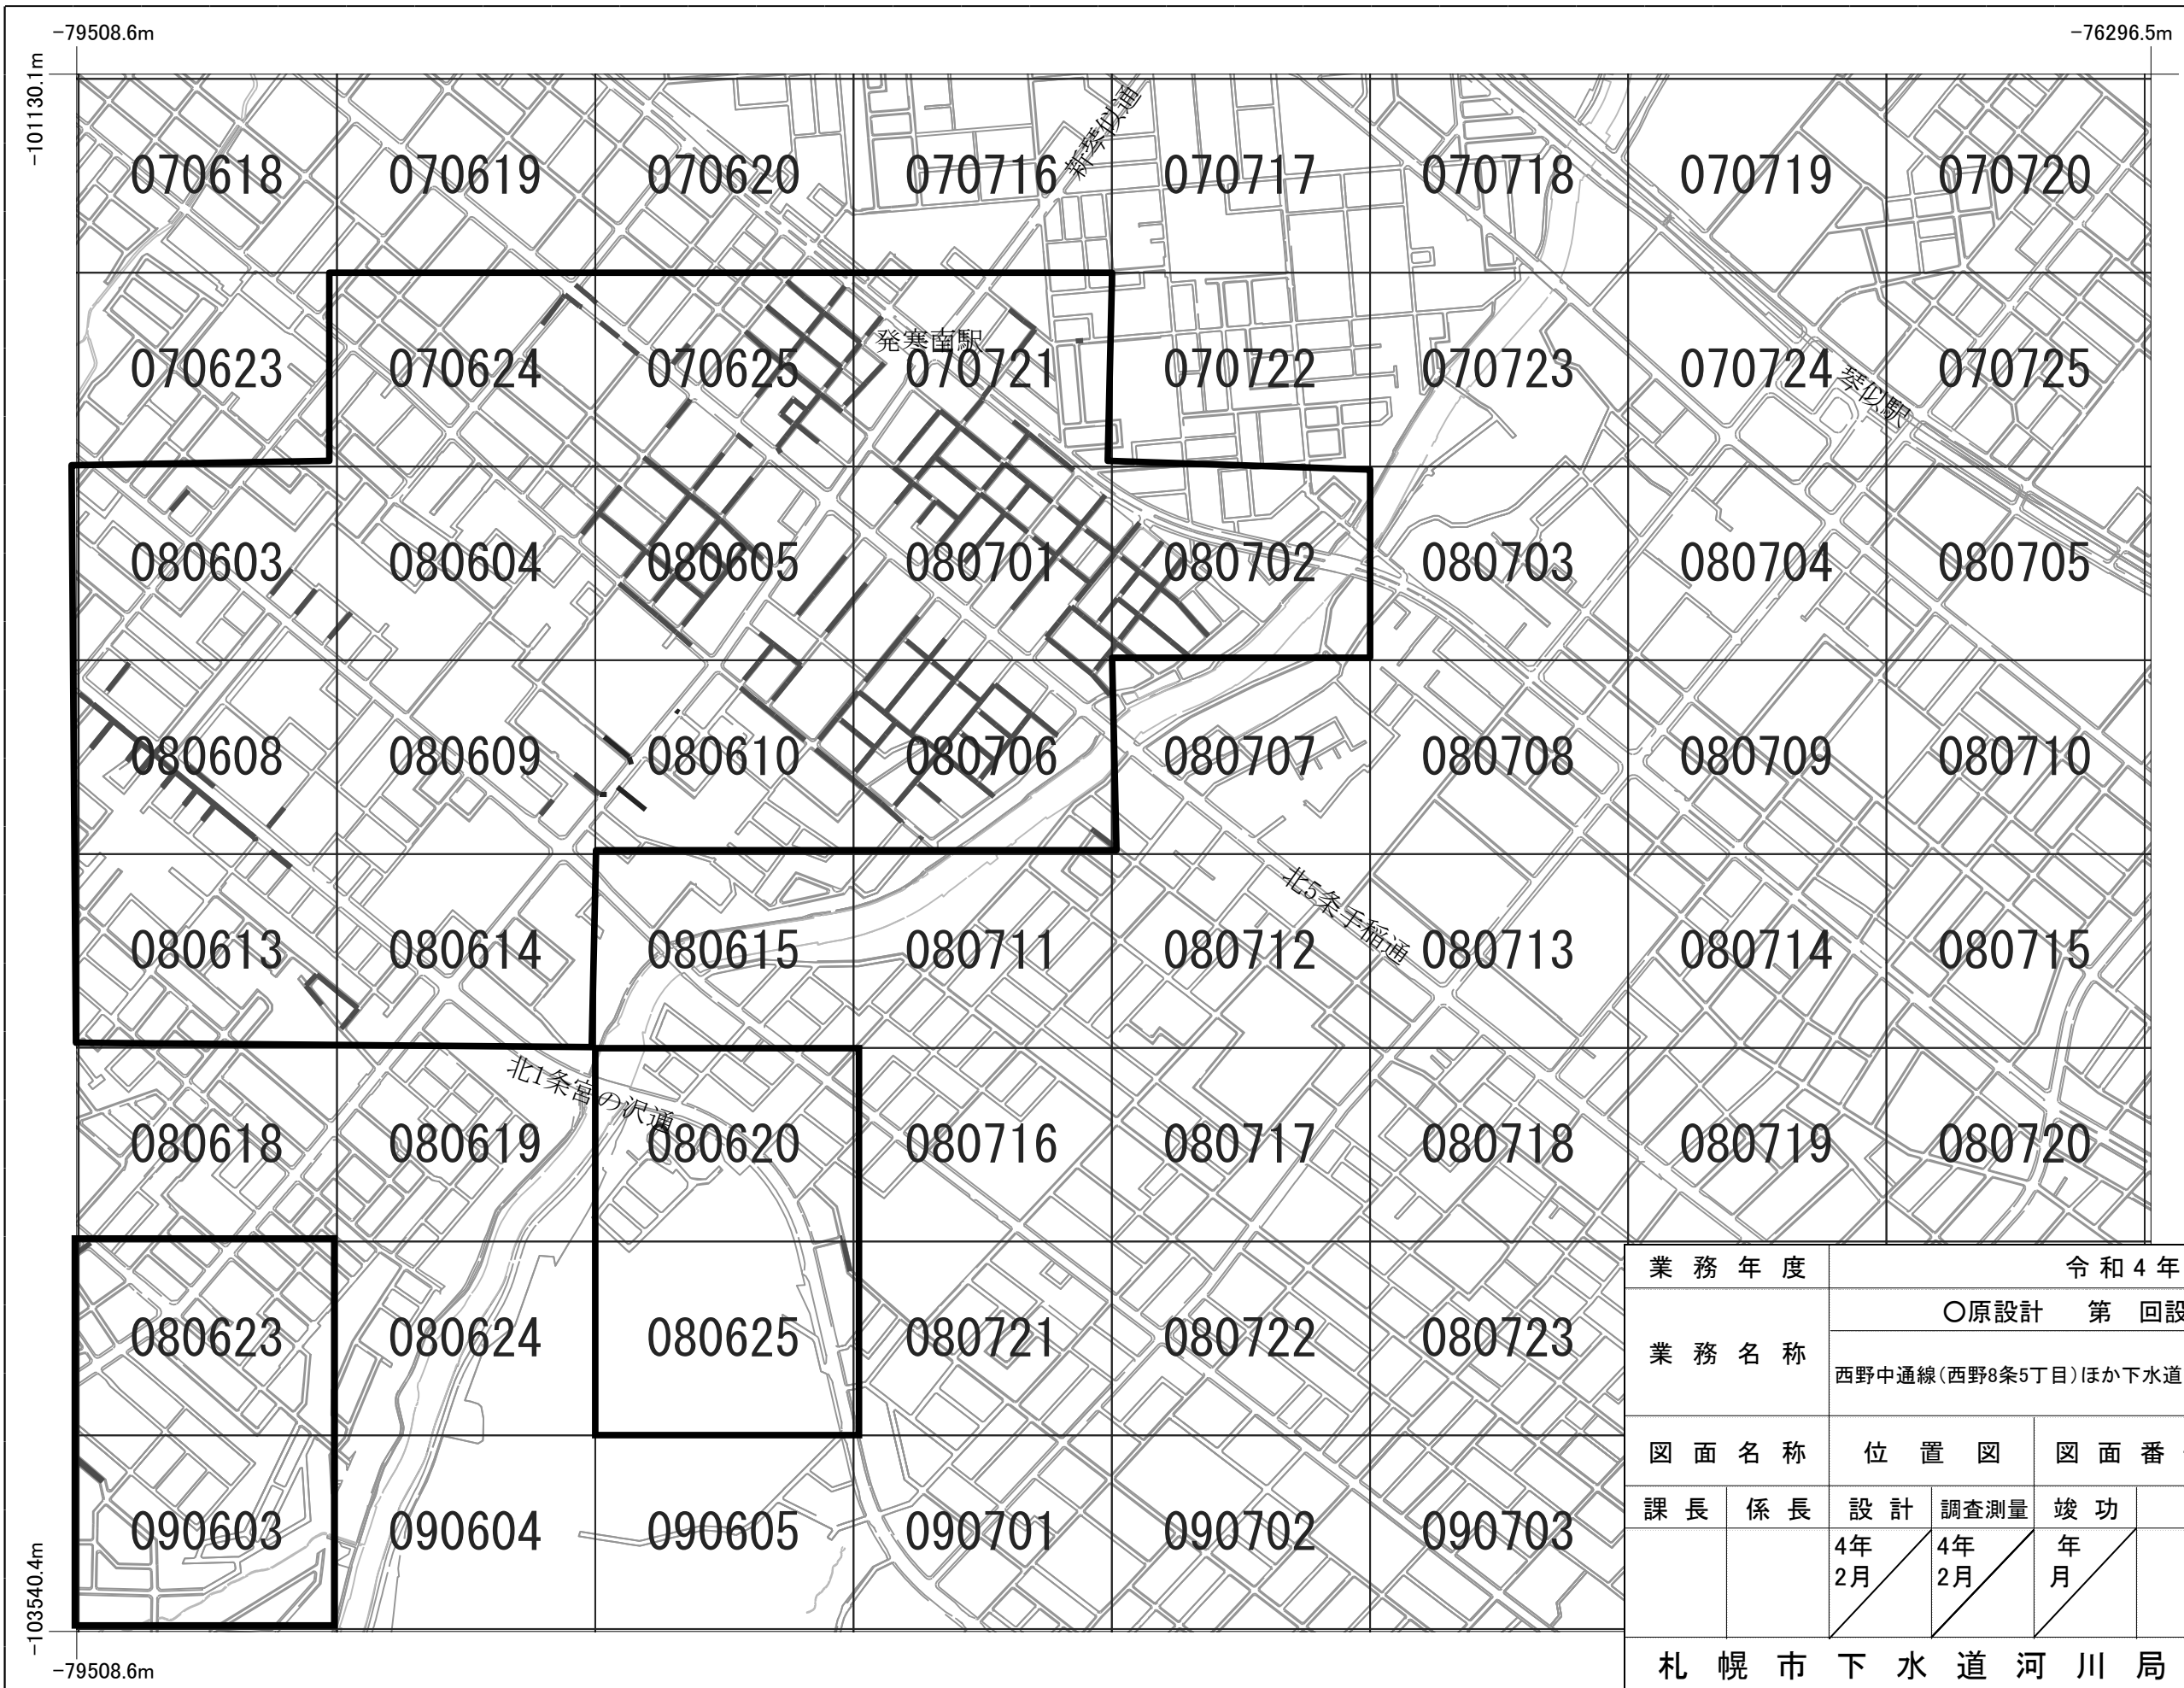 -79508.6m
-76296.5m
-101130.1m
新琴似通
070618 070619 070620 070716 070717 070718 070719 070720
発寒南駅
070623 070624 070625 070721 070722 070723 070724 070725
琴似駅
080603 080604 080605 080701 080702 080703 080704 080705
080608 080609 080610 080706 080707 080708 080709 080710
北5条手稲通
080613 080614 080615 080711 080712 080713 080714 080715
北1条宮の沢通
080618 080619 080620 080716 080717 080718 080719 080720
080623 080624 080625 080721 080722 080723
090603 090604 090605 090701 090702 090703
-103540.4m
-79508.6m
業務年度 令和4年
業務名称 〇原設計 第 回設
西野中通線(西野8条5丁目)ほか下水道
図面名称 位置図 図面番
課長 係長 設計 調査測量 竣功
4年 4年 年
2月 2月 月
札幌市下水道河川局